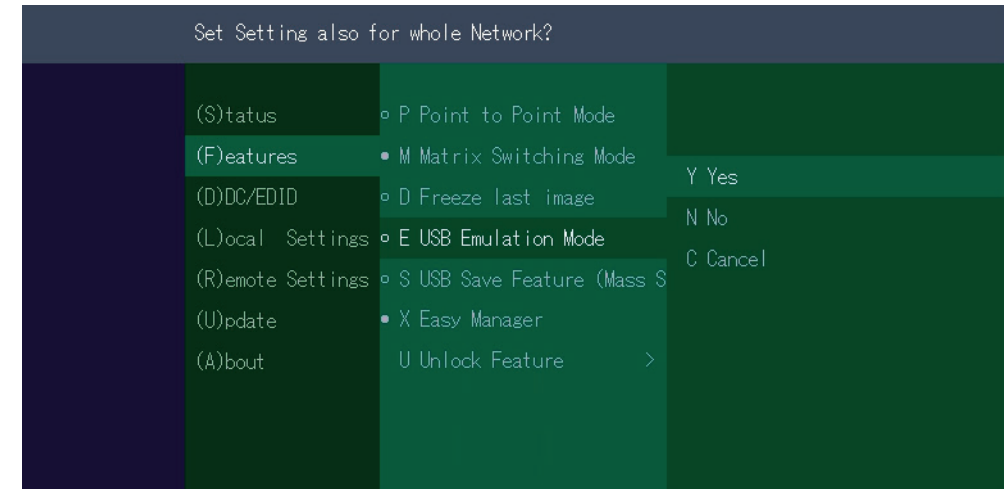 Set Setting also for whole Network?
(S)tatus
(F)eatures
(D)DC/EDID
(L)ocal Settings
(R)emote Settings
(U)pdate
(A)bout
P Point to Point Mode
M Matrix Switching Mode
D Freeze last image
E USB Emulation Mode
S USB Save Feature (Mass S
X Easy Manager
U Unlock Feature >
Y Yes
N No
C Cancel